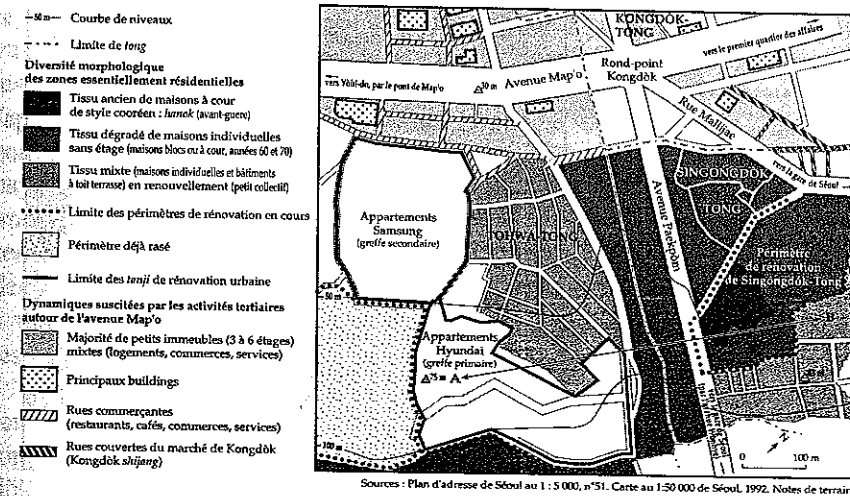 —50 m— Courbe de niveaux
Limite de tong
Diversité morphologique
des zones essentiellement résidentielles
Tissu ancien de maisons à cour
de style cooréen : hanok (avant-guere)
Tissu dégradé de maisons individuelles
sans étage (maisons blocs ou à cour, années 60 et 70)
Tissu mixte (maisons individuelles et bâtiments
à toit terrasse) en renouvellement (petit collectif)
Limite des périmètres de rénovation en cours
Périmètre déjà rasé
Limite des tanji de rénovation urbaine
Dynamiques suscitées par les activités tertiaires
autour de l'avenue Map'o
Majorité de petits immeubles (3 à 6 étages)
mixtes (logements, commerces, services)
Principaux buildings
Rues commerçantes
(restaurants, cafés, commerces, services)
Rues couvertes du marché de Kongdŏk
(Kongdŏk shijang)
KONGDŎK-
TONG
vers le premier quartier des affaires
Rond-point
Kongdŏk
Avenue Map'o
vers Yŏŭi-do, par le pont de Map'o
30 m
Rue Mallijae
vers la gare de Séoul
SINGONGDŎK
TONG
Avenue Paekpŏm
Appartements
Samsung
(greffe secondaire)
TOHWA-TONG
Périmètre
de rénovation
de Singongdŏk-Tong
50 m
Appartements
Hyundai
(greffe primaire)
75 m A
B
100 m
N
0 100 m
Sources : Plan d'adresse de Séoul au 1 : 5 000, n°51. Carte au 1:50 000 de Séoul, 1992. Notes de terrain